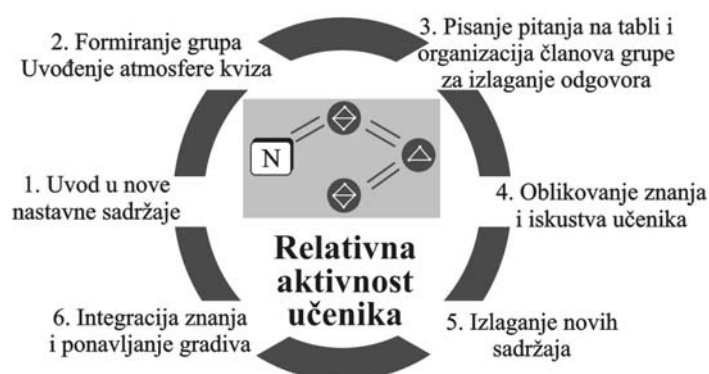 2. Formiranje grupa
Uvođenje atmosfere kviza
3. Pisanje pitanja na tabli i
organizacija članova grupe
za izlaganje odgovora
N
1. Uvod u nove
nastavne sadržaje
4. Oblikovanje znanja
i iskustva učenika
Relativna
aktivnost
učenika
6. Integracija znanja
i ponavljanje gradiva
5. Izlaganje novih
sadržaja